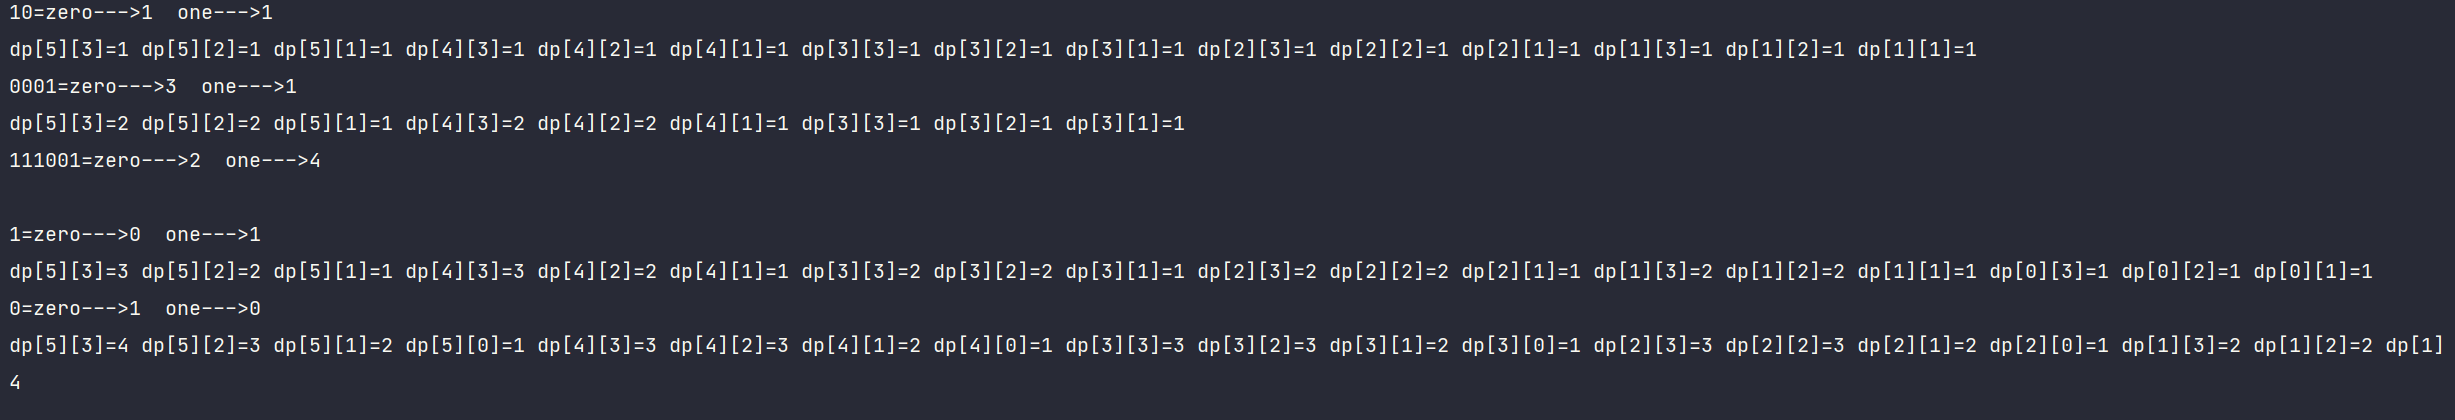 10=zero--->1  one--->1
dp[5][3]=1 dp[5][2]=1 dp[5][1]=1 dp[4][3]=1 dp[4][2]=1 dp[4][1]=1 dp[3][3]=1 dp[3][2]=1 dp[3][1]=1 dp[2][3]=1 dp[2][2]=1 dp[2][1]=1 dp[1][3]=1 dp[1][2]=1 dp[1][1]=1
0001=zero--->3  one--->1
dp[5][3]=2 dp[5][2]=2 dp[5][1]=1 dp[4][3]=2 dp[4][2]=2 dp[4][1]=1 dp[3][3]=1 dp[3][2]=1 dp[3][1]=1
111001=zero--->2  one--->4
1=zero--->0  one--->1
dp[5][3]=3 dp[5][2]=2 dp[5][1]=1 dp[4][3]=3 dp[4][2]=2 dp[4][1]=1 dp[3][3]=2 dp[3][2]=2 dp[3][1]=1 dp[2][3]=2 dp[2][2]=2 dp[2][1]=1 dp[1][3]=2 dp[1][2]=2 dp[1][1]=1 dp[0][3]=1 dp[0][2]=1 dp[0][1]=1
0=zero--->1  one--->0
dp[5][3]=4 dp[5][2]=3 dp[5][1]=2 dp[5][0]=1 dp[4][3]=3 dp[4][2]=3 dp[4][1]=2 dp[4][0]=1 dp[3][3]=3 dp[3][2]=3 dp[3][1]=2 dp[3][0]=1 dp[2][3]=3 dp[2][2]=3 dp[2][1]=2 dp[2][0]=1 dp[1][3]=2 dp[1][2]=2 dp[1]
4